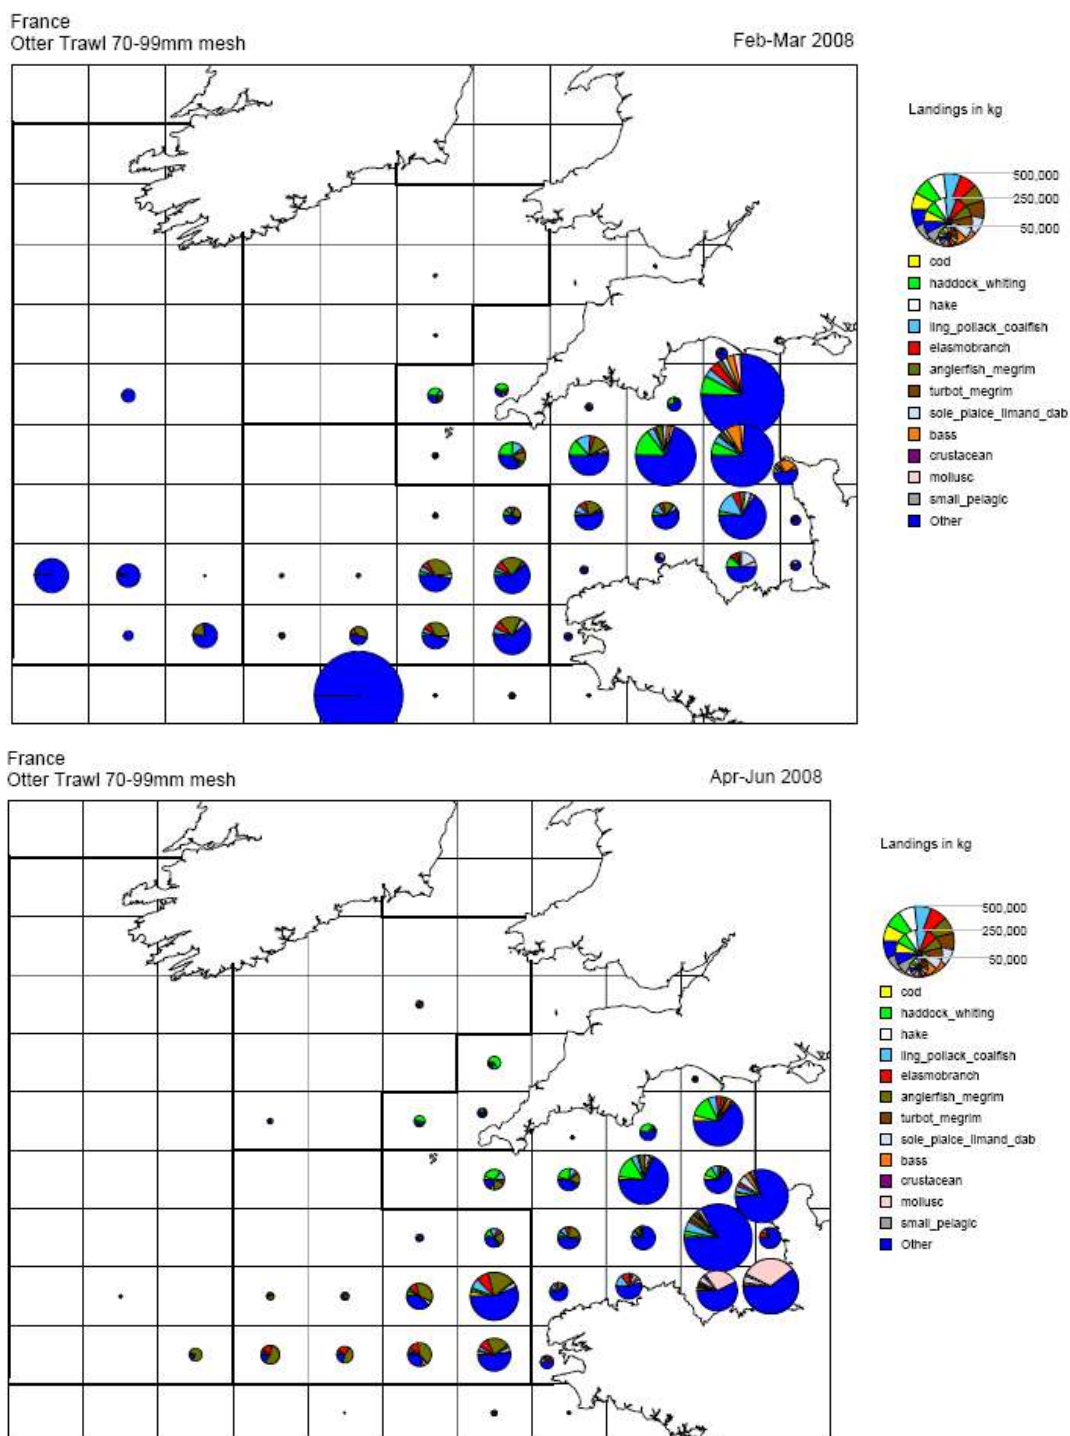 France
Otter Trawl 70-99mm mesh
Feb-Mar 2008
Landings in kg
500,000
250,000
50,000
cod
haddock_whiting
hake
ling_pollack_coalfish
elasmobranch
anglerfish_megrim
turbot_megrim
sole_plaice_limand_dab
bass
crustacean
mollusc
small_pelagic
Other
France
Otter Trawl 70-99mm mesh
Apr-Jun 2008
Landings in kg
500,000
250,000
50,000
cod
haddock_whiting
hake
ling_pollack_coalfish
elasmobranch
anglerfish_megrim
turbot_megrim
sole_plaice_limand_dab
bass
crustacean
mollusc
small_pelagic
Other